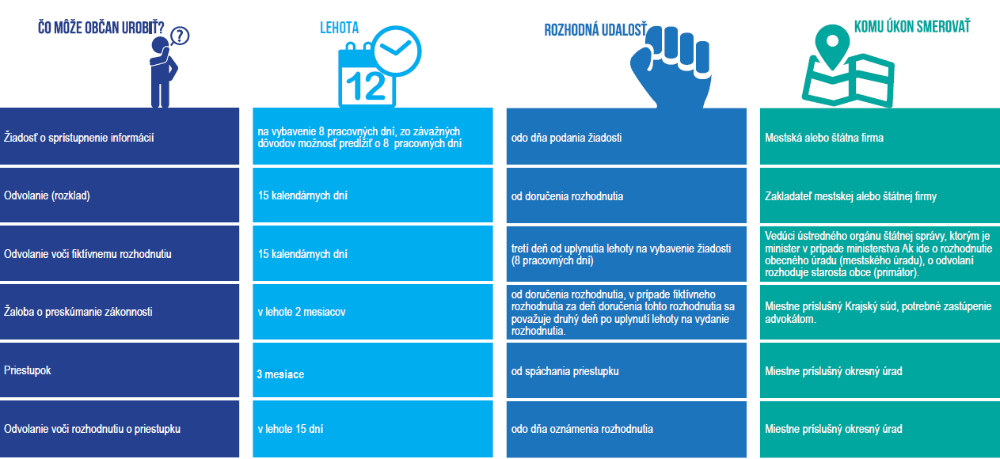 ČO MÔŽE OBČAN UROBIŤ?
?
LEHOTA
12
ROZHODNÁ UDALOSŤ
KOMU ÚKON SMEROVAŤ
Žiadosť o sprístupnenie informácií
na vybavenie 8 pracovných dní, zo závažných
dôvodov možnosť predĺžiť o 8 pracovných dní
odo dňa podania žiadosti
Mestská alebo štátna firma
Odvolanie (rozklad)
15 kalendárnych dní
od doručenia rozhodnutia
Zakladateľ mestskej alebo štátnej firmy
Odvolanie voči fiktívnemu rozhodnutiu
15 kalendárnych dní
tretí deň od uplynutia lehoty na vybavenie žiadosti
(8 pracovných dní)
Vedúci ústredného orgánu štátnej správy, ktorým je
minister v prípade ministerstva Ak ide o rozhodnutie
obecného úradu (mestského úradu), o odvolaní
rozhoduje starosta obce (primátor).
Žaloba o preskúmanie zákonnosti
v lehote 2 mesiacov
od doručenia rozhodnutia, v prípade fiktívneho
rozhodnutia za deň doručenia tohto rozhodnutia sa
považuje druhý deň po uplynutí lehoty na vydanie
rozhodnutia.
Miestne príslušný Krajský súd, potrebné zastúpenie
advokátom.
Priestupok
3 mesiace
od spáchania priestupku
Miestne príslušný okresný úrad
Odvolanie voči rozhodnutiu o priestupku
v lehote 15 dní
odo dňa oznámenia rozhodnutia
Miestne príslušný okresný úrad